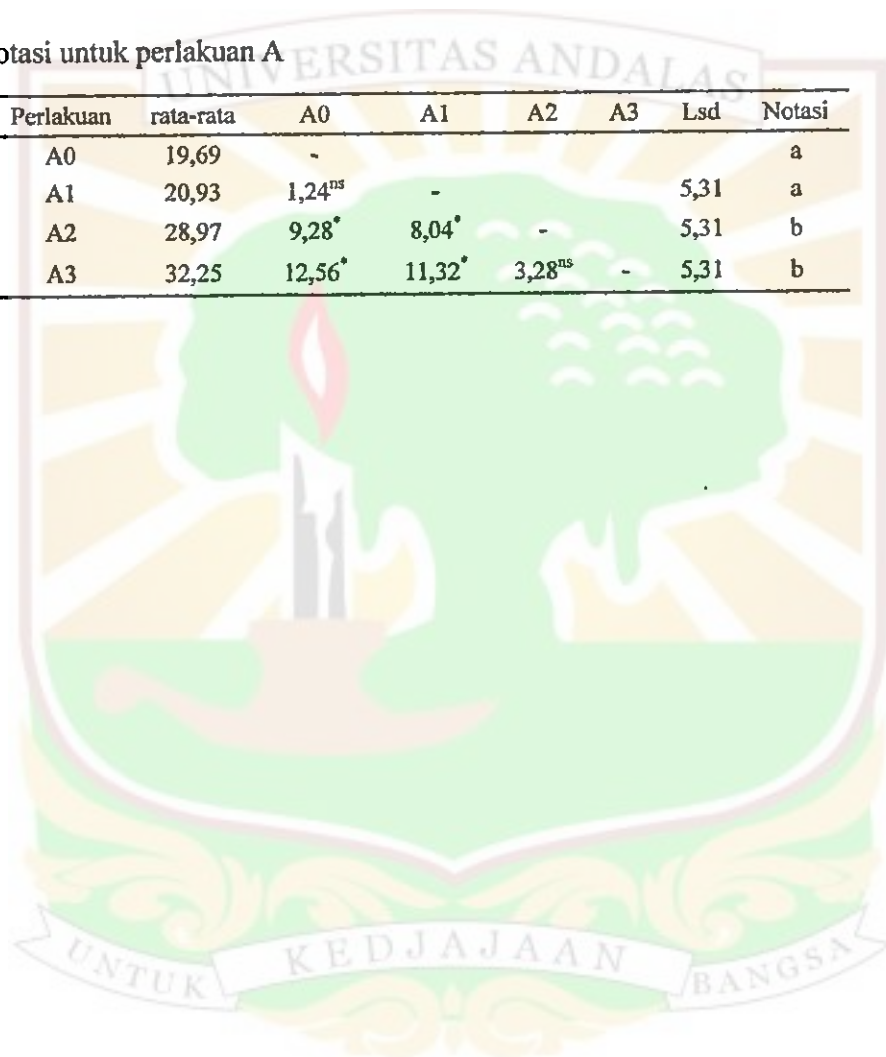 otasi untuk perlakuan A
UNIVERSITAS ANDALAS
Perlakuan rata-rata A0 A1 A2 A3 Lsd Notasi
A0 19,69 - a
A1 20,93 1,24ns - 5,31 a
A2 28,97 9,28* 8,04* - 5,31 b
A3 32,25 12,56* 11,32* 3,28ns - 5,31 b
UNTUK KEDJAJAAN BANGSA